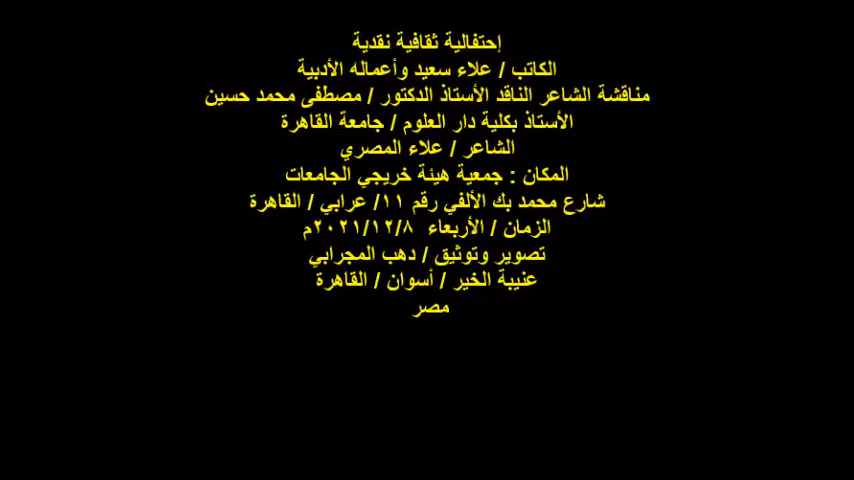 إحتفالية ثقافية نقدية
الكاتب / علاء سعيد وأعماله الأدبية
مناقشة الشاعر الناقد الأستاذ الدكتور / مصطفى محمد حسين
الأستاذ بكلية دار العلوم / جامعة القاهرة
الشاعر / علاء المصري
المكان : جمعية هيئة خريجي الجامعات
شارع محمد بك الألفي رقم ١١/ عرابي / القاهرة
الزمان / الأربعاء ٢٠٢١/١٢/٨م
تصوير وتوثيق / دهب المجرابي
عنيبة الخير / أسوان / القاهرة
مصر